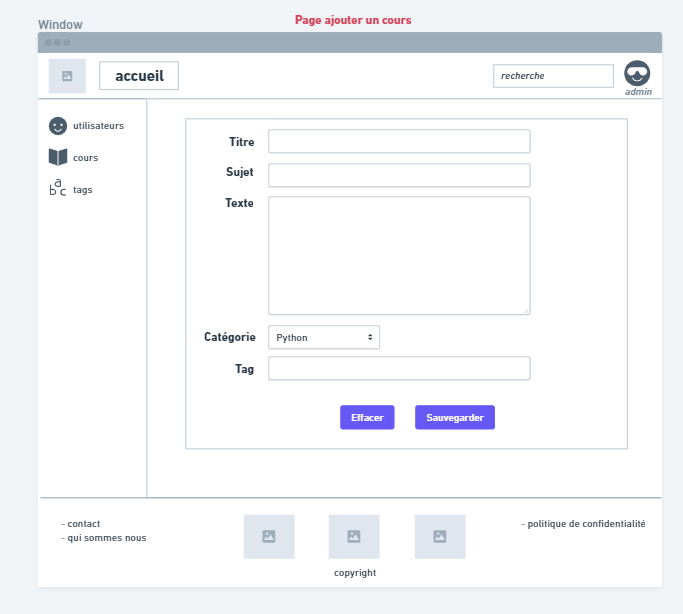 Page ajouter un cours
Window
accueil
recherche
admin
utilisateurs
cours
a
b c
tags
Titre
Sujet
Texte
Catégorie
Python
Tag
Effacer
Sauvegarder
- contact
- qui sommes nous
- politique de confidentialité
copyright